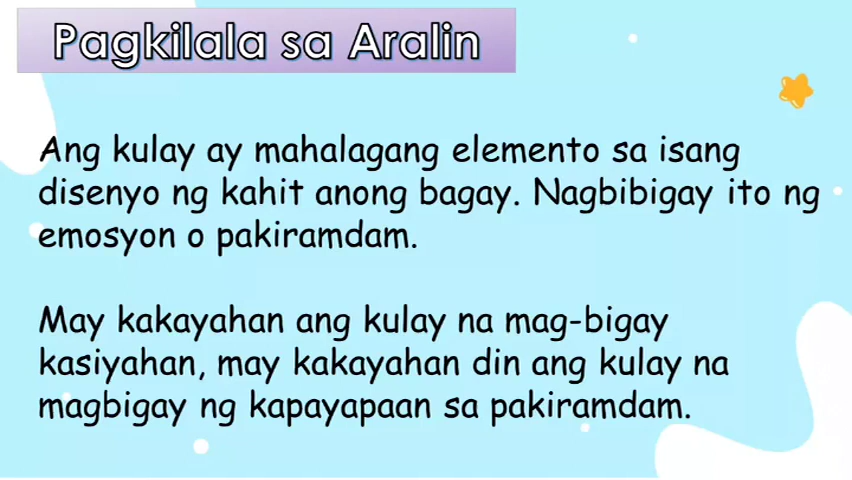 Pagkilala sa Aralin
Ang kulay ay mahalagang elemento sa isang
disenyo ng kahit anong bagay. Nagbibigay ito ng
emosyon o pakiramdam.
May kakayahan ang kulay na mag-bigay
kasiyahan, may kakayahan din ang kulay na
magbigay ng kapayapaan sa pakiramdam.